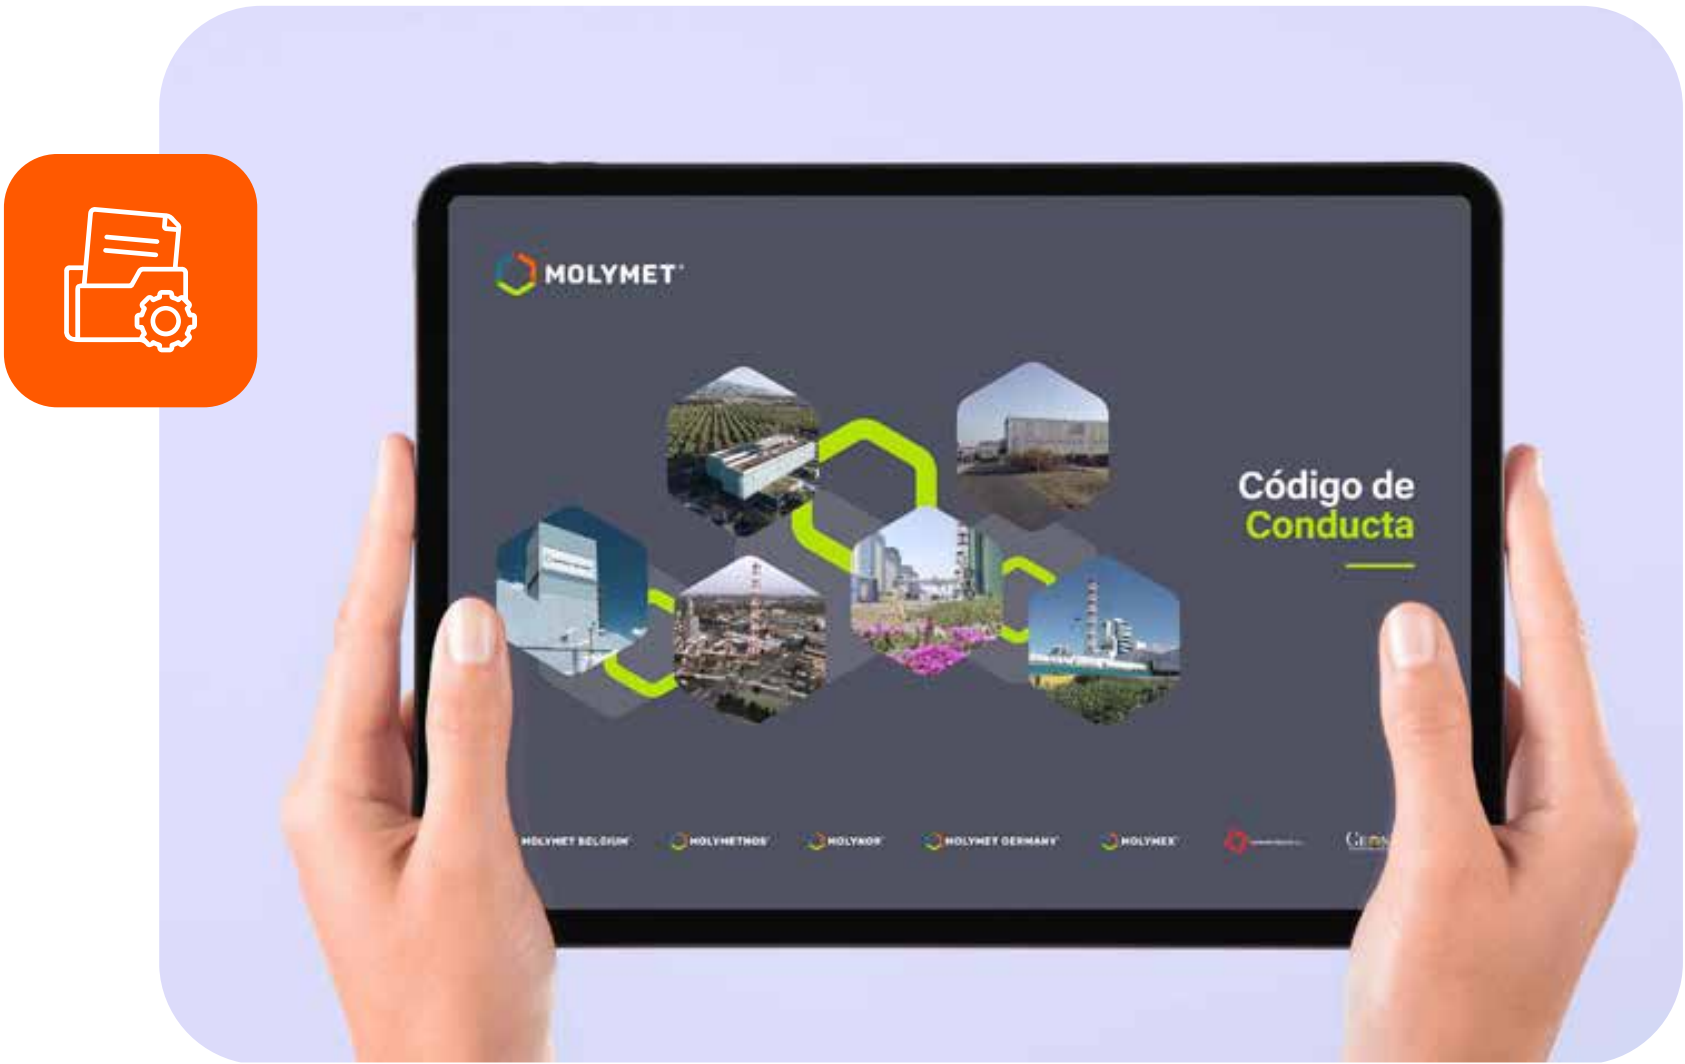 MOLYMET
Código de
Conducta
MOLYMET BELGIUM
MOLYMETNOS
MOLYNOR
MOLYMET GERMANY
MOLYMEX